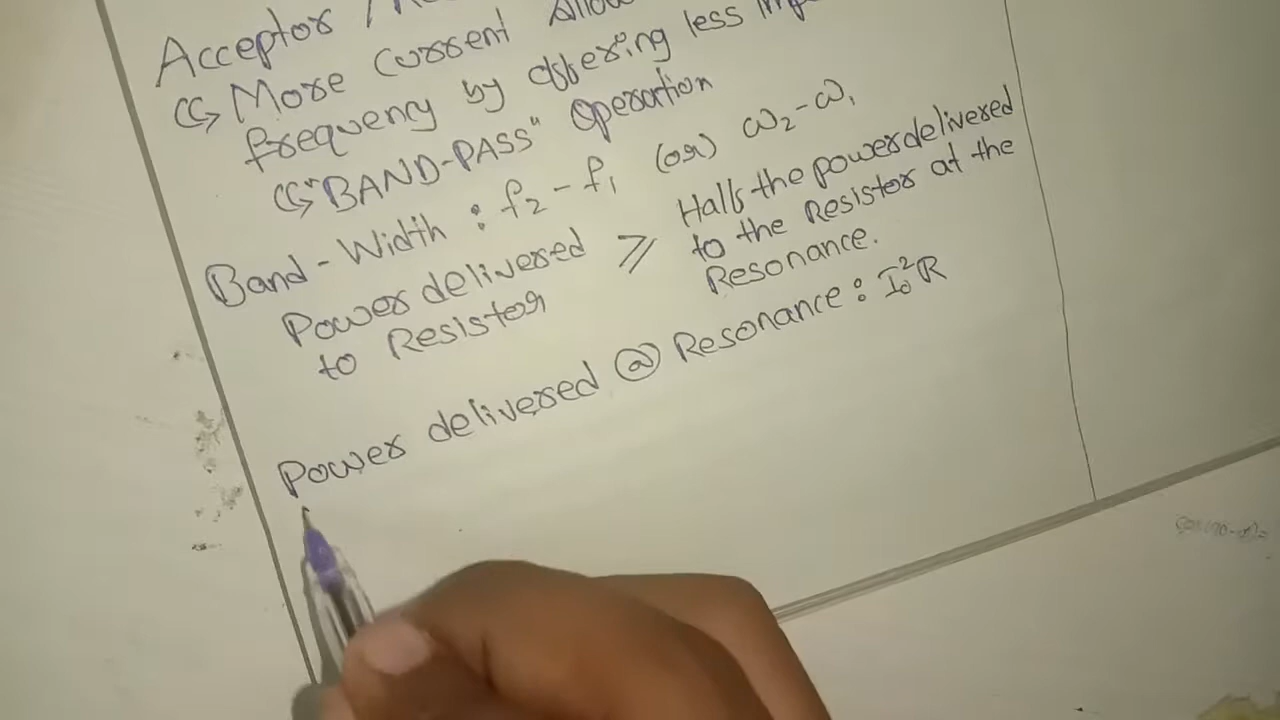 Acceptor /
↳ More current Allow
frequency by offering less
↳ "BAND-PASS" Operation
Band-Width : f₂ - f₁ (or) ω₂ - ω₁
Power delivered to Resistor ≥ Half the power delivered to the Resistor at the Resonance.
Power delivered @ Resonance : I₀²R